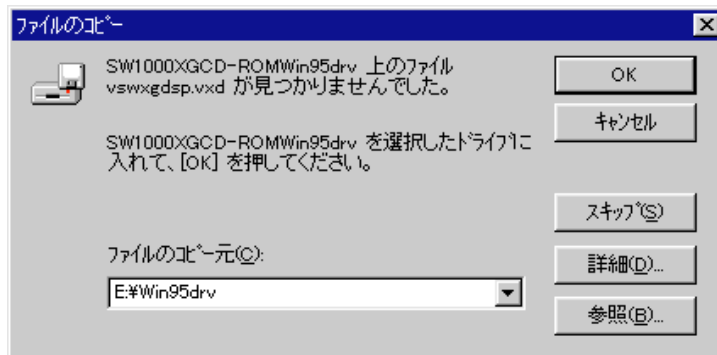 ファイルのコピー
SW1000XGCD-ROMWin95drv 上のファイル
vswxgdsp.vxd が見つかりませんでした。
OK
キャンセル
SW1000XGCD-ROMWin95drv を選択したドライブに
入れて、[OK] を押してください。
スキップ(S)
ファイルのコピー元(C):
詳細(D)...
E:¥Win95drv
参照(B)...